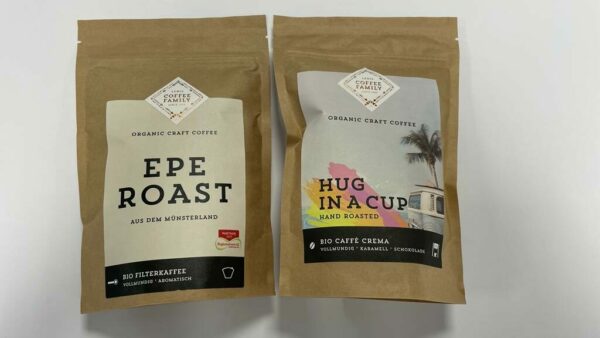 COFFEE
FAMILY
ORGANIC CRAFT COFFEE
EPE
ROAST
AUS DEM MÜNSTERLAND
BIO FILTERKAFFEE
VOLLMUNDIG * AROMATISCH
COFFEE
FAMILY
ORGANIC CRAFT COFFEE
HUG
IN A CUP
HAND ROASTED
BIO CAFFÈ CREMA
VOLLMUNDIG * KARAMELL * SCHOKOLADE